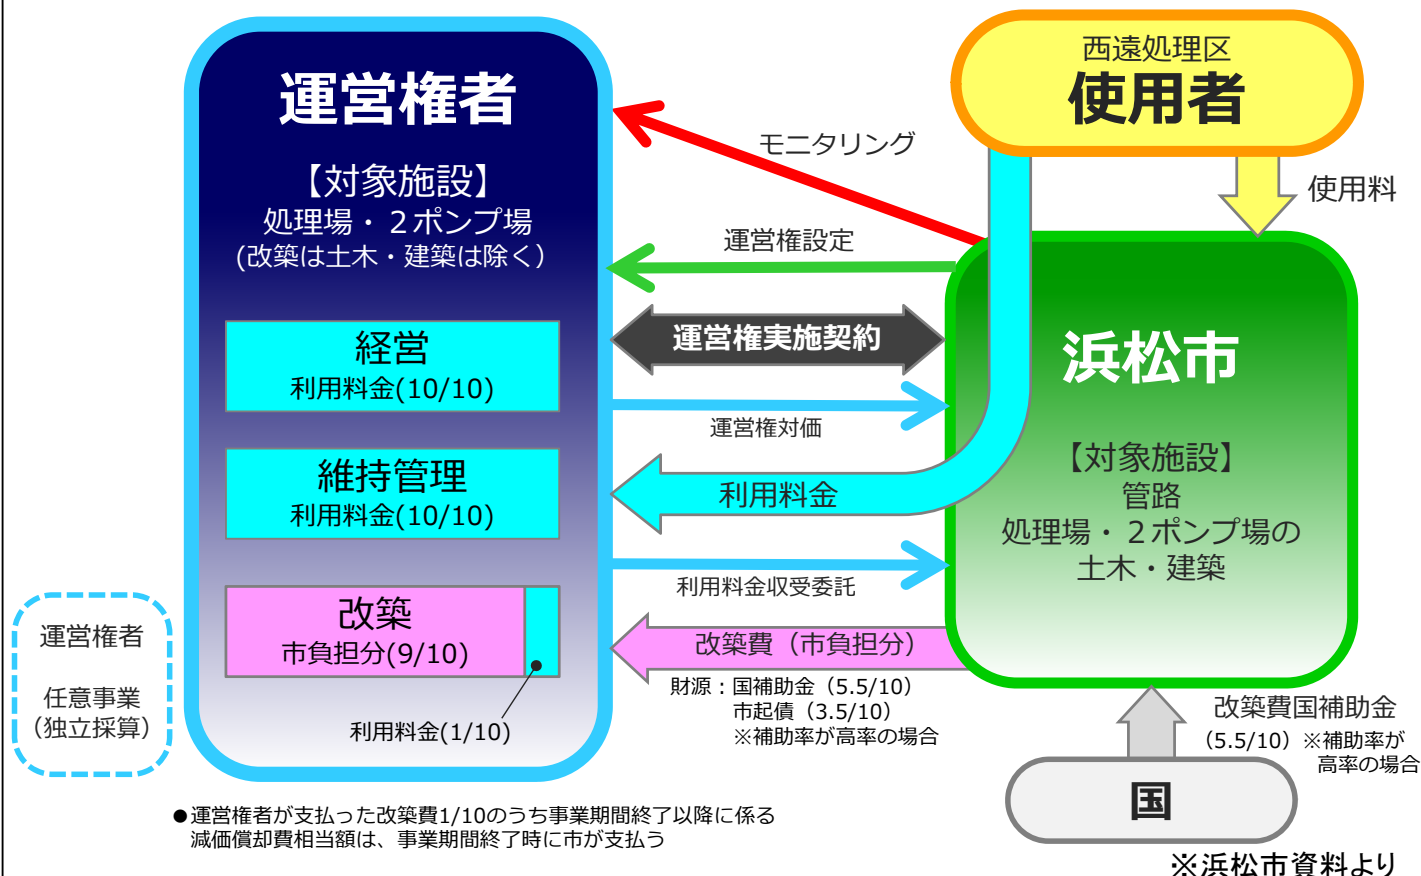 運営権者
【対象施設】
処理場・２ポンプ場
(改築は土木・建築は除く)
経営
利用料金(10/10)
維持管理
利用料金(10/10)
改築
市負担分(9/10)
利用料金(1/10)
運営権者
任意事業
(独立採算)
モニタリング
運営権設定
運営権実施契約
運営権対価
利用料金
利用料金収受委託
改築費（市負担分）
財源：国補助金（5.5/10）
市起債（3.5/10）
※補助率が高率の場合
西遠処理区
使用者
使用料
浜松市
【対象施設】
管路
処理場・２ポンプ場の
土木・建築
改築費国補助金
（5.5/10）※補助率が
高率の場合
国
●運営権者が支払った改築費1/10のうち事業期間終了以降に係る
減価償却費相当額は、事業期間終了時に市が支払う
※浜松市資料より